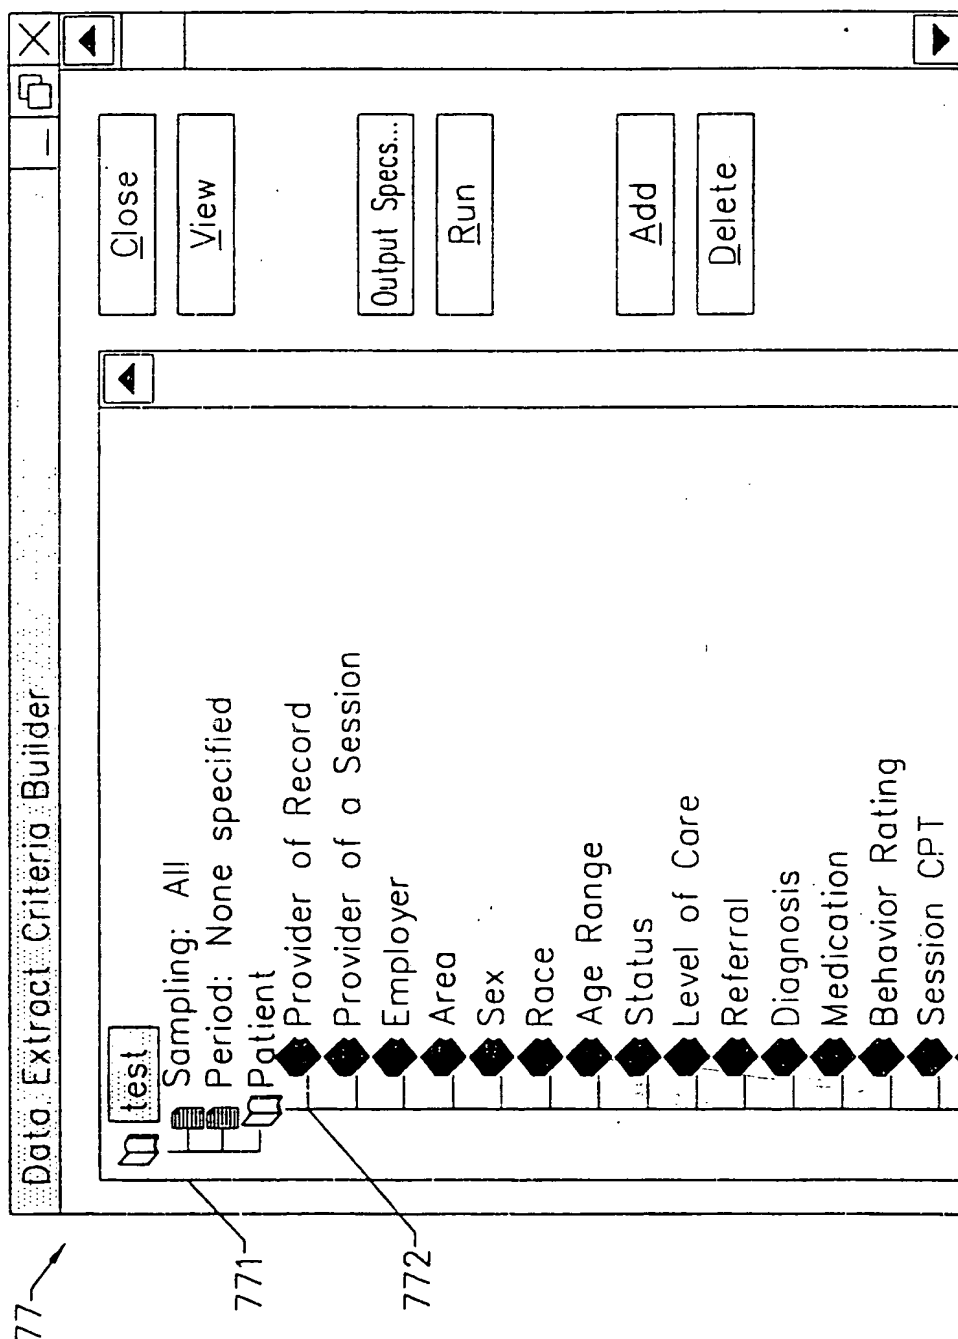 Data Extract Criteria Builder
test
Sampling: All
Period: None specified
Patient
Provider of Record
Provider of a Session
Employer
Area
Sex
Race
Age Range
Status
Level of Care
Referral
Diagnosis
Medication
Behavior Rating
Session CPT
Close
View
Output Specs...
Run
Add
Delete
77
771
772